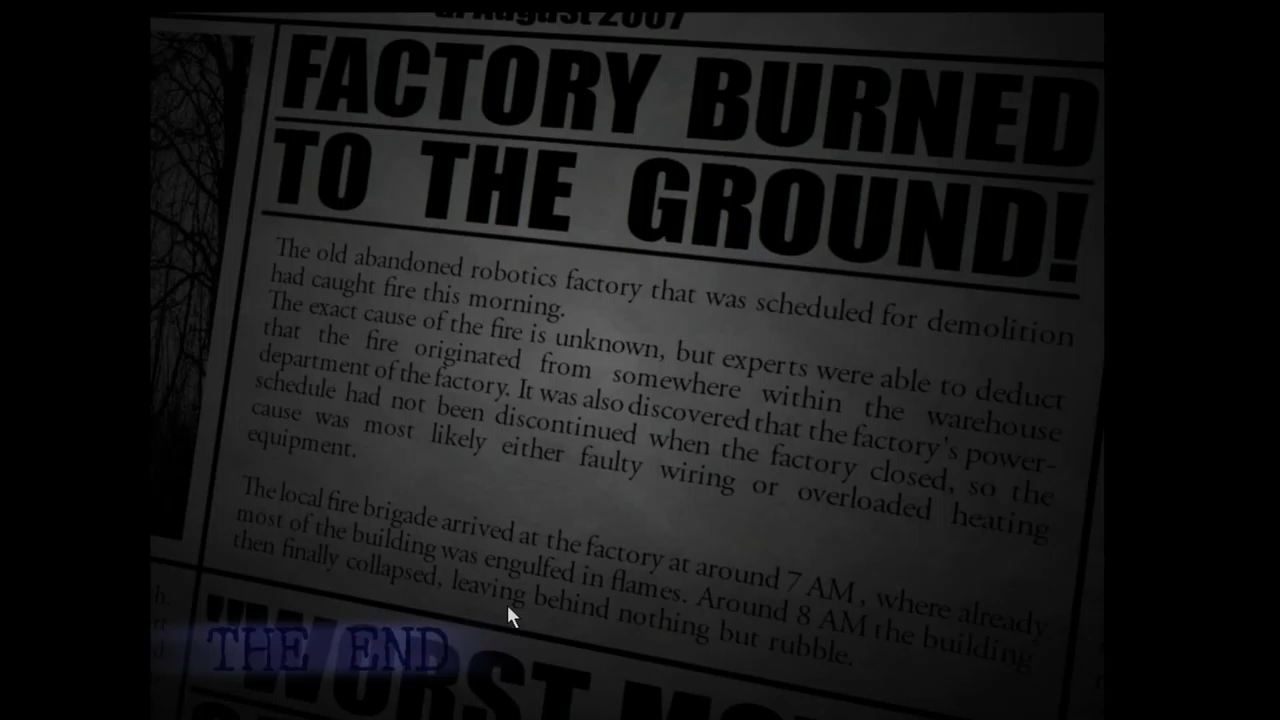 August 2007
FACTORY BURNED
TO THE GROUND!
The old abandoned robotics factory that was scheduled for demolition
had caught fire this morning.
The exact cause of the fire is unknown, but experts were able to deduct
that the fire originated from somewhere within the warehouse
department of the factory. It was also discovered that the factory's power-
schedule had not been discontinued when the factory closed, so the
cause was most likely either faulty wiring or overloaded heating
equipment.
The local fire brigade arrived at the factory at around 7 AM, where already
most of the building was engulfed in flames. Around 8 AM the building
then finally collapsed, leaving behind nothing but rubble.
THE END
"WORST